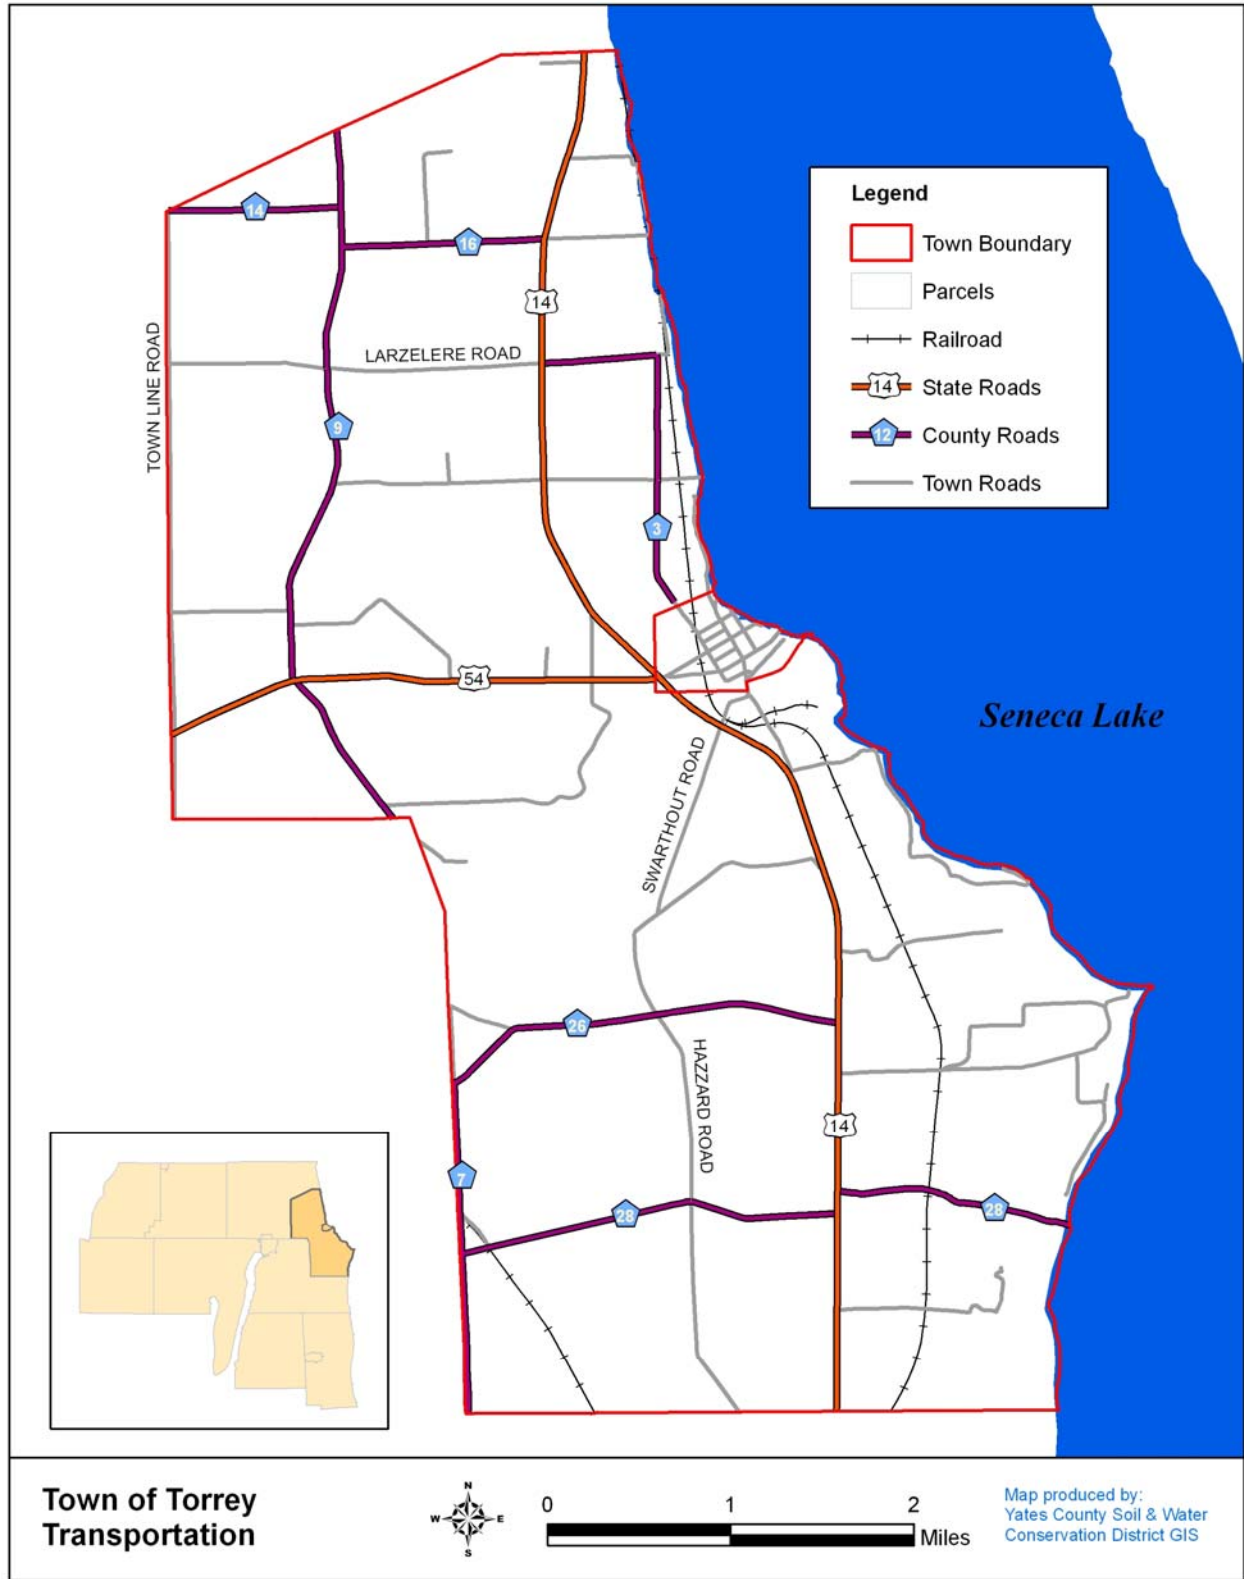 Legend
Town Boundary
Parcels
Railroad
14 State Roads
12 County Roads
Town Roads
14
16
14
LARZELERE ROAD
TOWN LINE ROAD
9
3
54
Seneca Lake
SWARTHOUT ROAD
26
HAZZARD ROAD
14
7
28
28
Town of Torrey
Transportation
N
W
E
S
0 1 2
Miles
Map produced by:
Yates County Soil & Water
Conservation District GIS